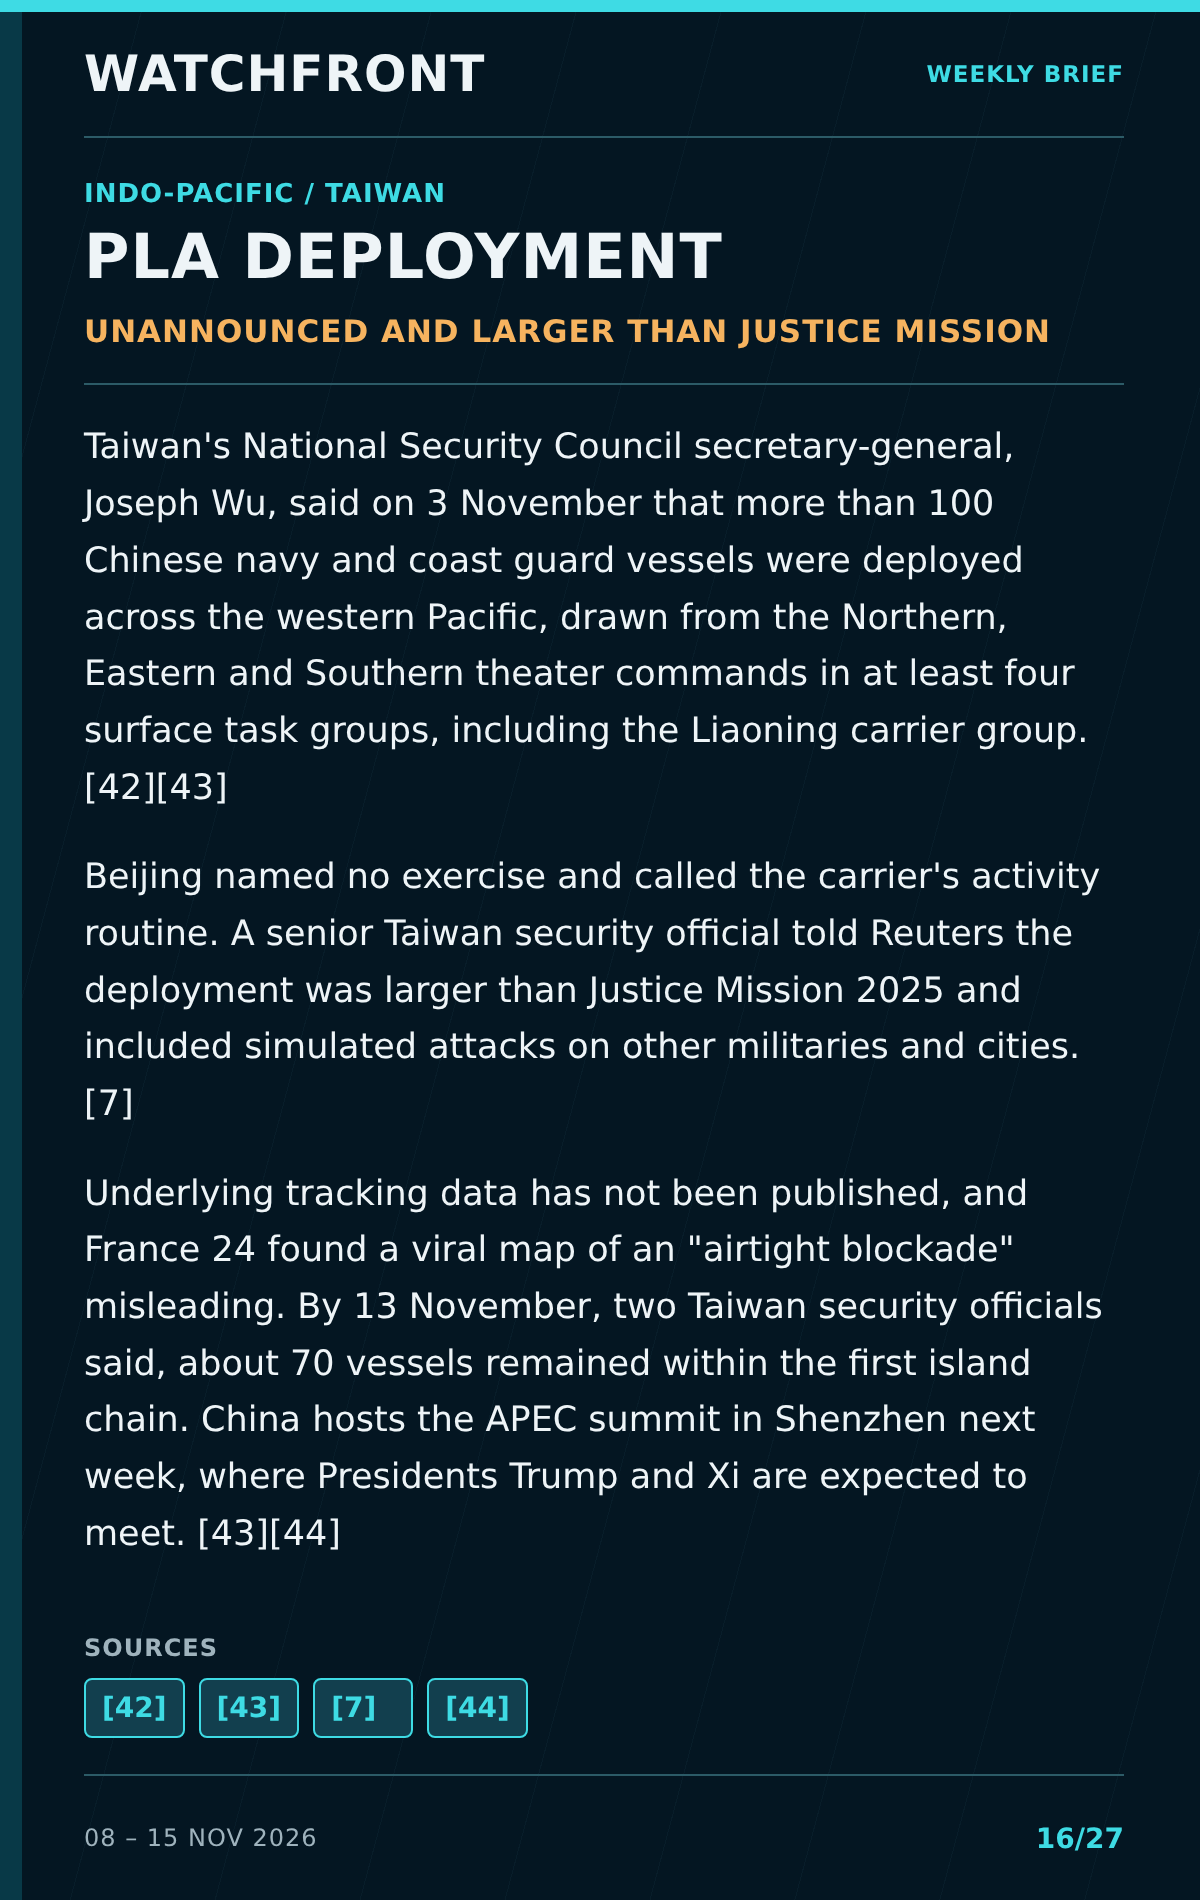 WATCHFRONT
WEEKLY BRIEF
INDO-PACIFIC / TAIWAN
PLA DEPLOYMENT
UNANNOUNCED AND LARGER THAN JUSTICE MISSION
Taiwan's National Security Council secretary-general,
Joseph Wu, said on 3 November that more than 100
Chinese navy and coast guard vessels were deployed
across the western Pacific, drawn from the Northern,
Eastern and Southern theater commands in at least four
surface task groups, including the Liaoning carrier group.
[42][43]
Beijing named no exercise and called the carrier's activity
routine. A senior Taiwan security official told Reuters the
deployment was larger than Justice Mission 2025 and
included simulated attacks on other militaries and cities.
[7]
Underlying tracking data has not been published, and
France 24 found a viral map of an "airtight blockade"
misleading. By 13 November, two Taiwan security officials
said, about 70 vessels remained within the first island
chain. China hosts the APEC summit in Shenzhen next
week, where Presidents Trump and Xi are expected to
meet. [43][44]
SOURCES
[42] [43] [7] [44]
08 – 15 NOV 2026
16/27